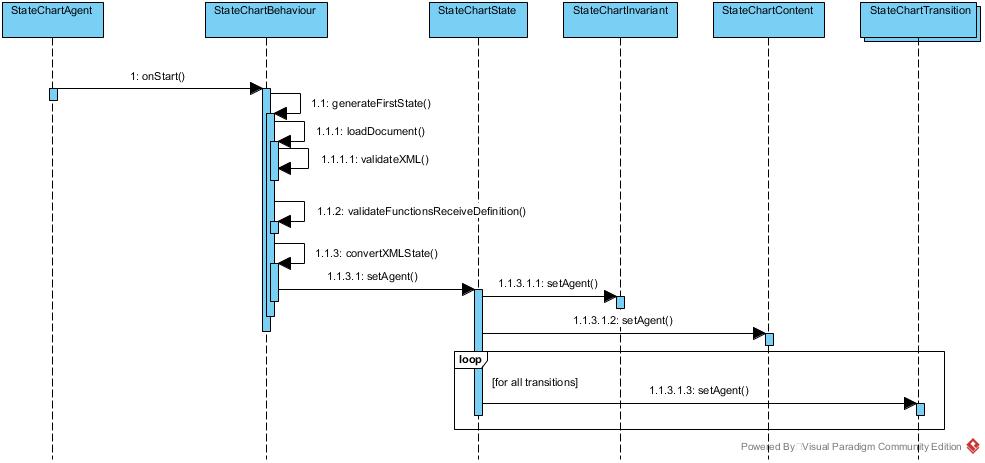 StateChartAgent
StateChartBehaviour
StateChartState
StateChartInvariant
StateChartContent
StateChartTransition
1: onStart()
1.1: generateFirstState()
1.1.1: loadDocument()
1.1.1.1: validateXML()
1.1.2: validateFunctionsReceiveDefinition()
1.1.3: convertXMLState()
1.1.3.1: setAgent()
1.1.3.1.1: setAgent()
1.1.3.1.2: setAgent()
loop
[for all transitions]
1.1.3.1.3: setAgent()
Powered By Visual Paradigm Community Edition